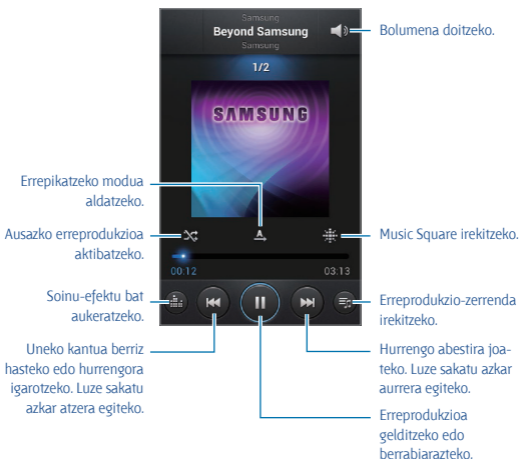 Samsung
Beyond Samsung
Samsung
Bolumena doitzeko.
1/2
SAMSUNG
Errepikatzeko modua
aldatzeko.
Ausazko erreprodukzioa
aktibatzeko.
Music Square irekitzeko.
00:12
03:13
Soinu-efektu bat
aukeratzeko.
Erreprodukzio-zerrenda
irekitzeko.
Uneko kantua berriz
hasteko edo hurrengora
igarotzeko. Luze sakatu
azkar atzera egiteko.
Hurrengo abestira joa-
teko. Luze sakatu azkar
aurrera egiteko.
Erreprodukzioa
gelditzeko edo
berrabiarazteko.